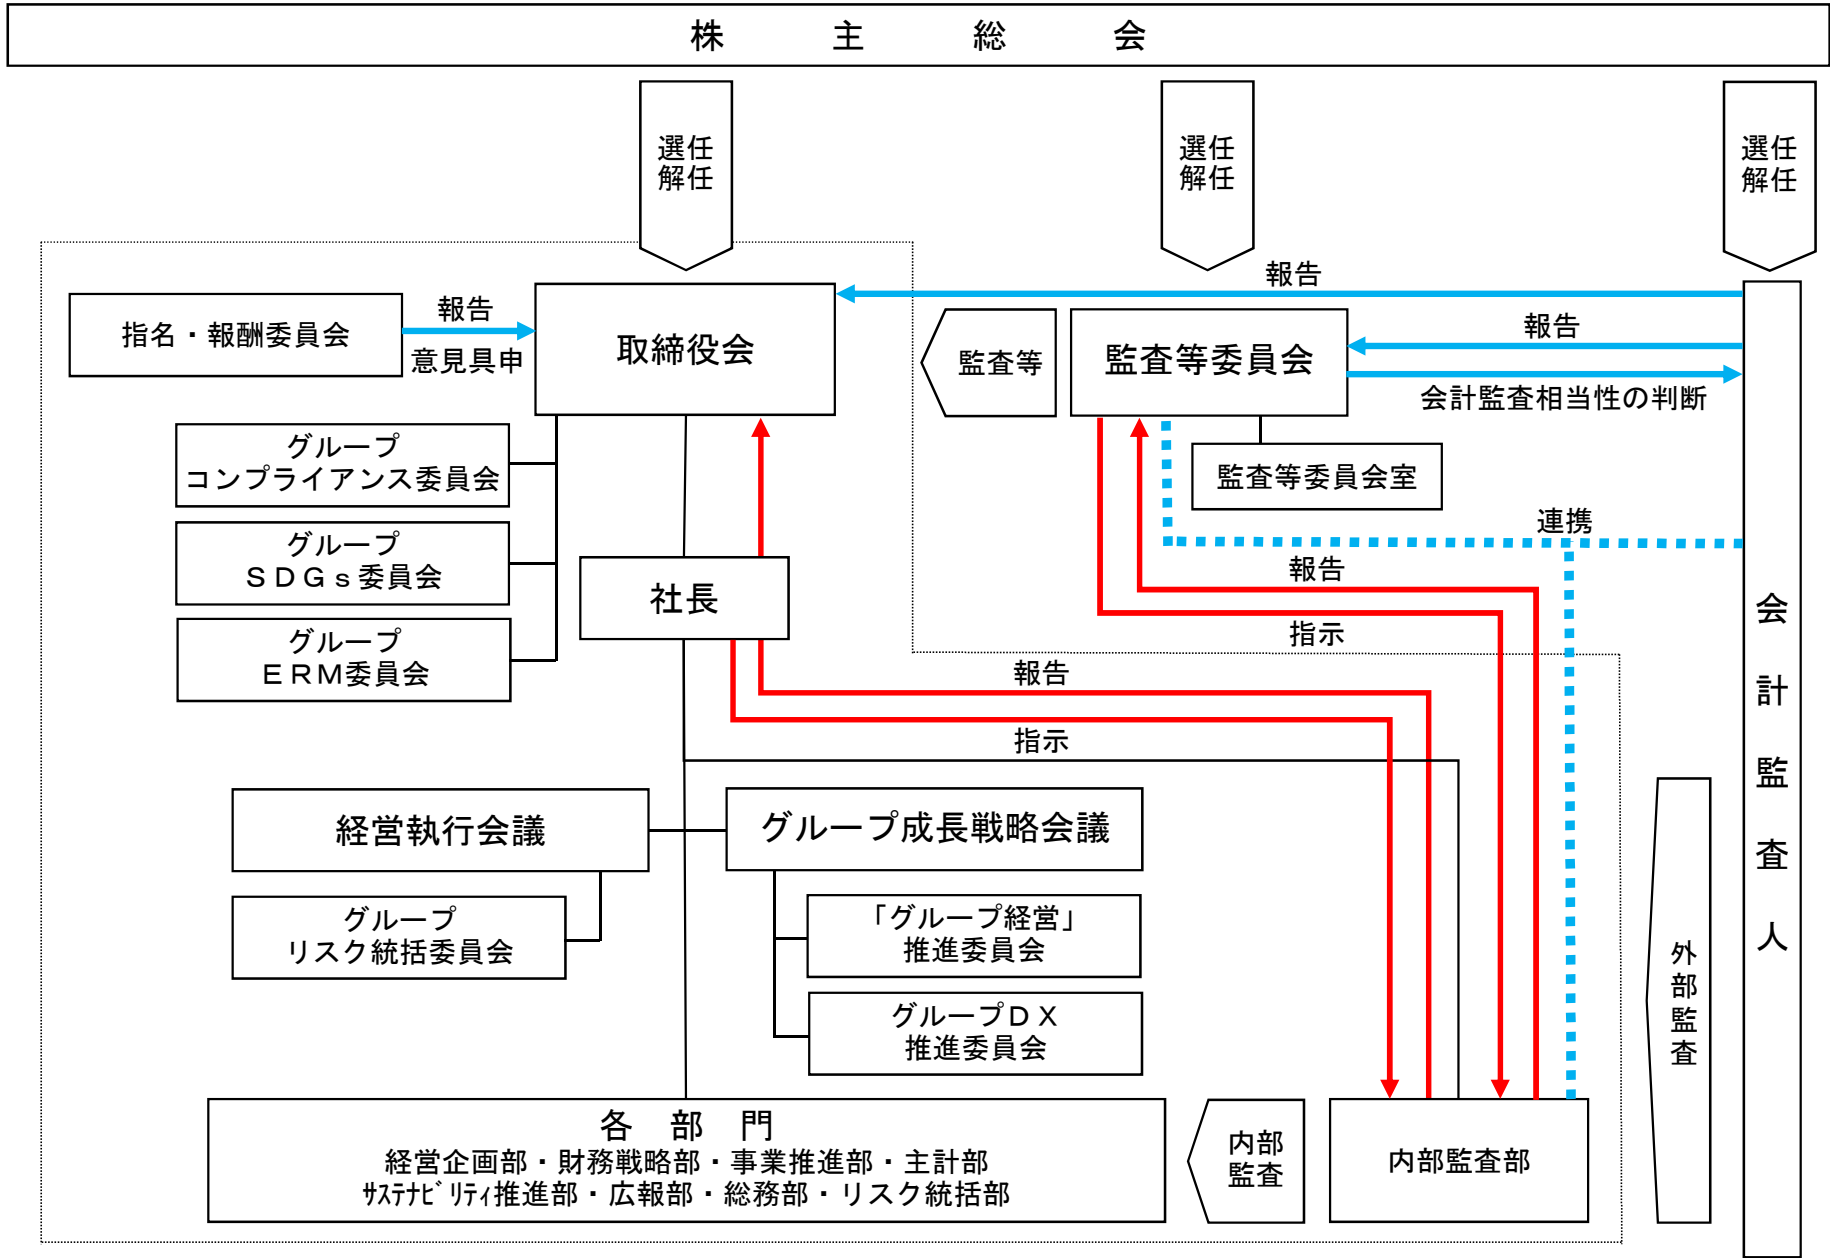 株主総会
選任
解任
選任
解任
選任
解任
指名・報酬委員会
報告
意見具申
取締役会
監査等
監査等委員会
報告
報告
会計監査相当性の判断
監査等委員会室
グループ
コンプライアンス委員会
グループ
ＳＤＧｓ委員会
グループ
ＥＲＭ委員会
社長
連携
報告
指示
報告
指示
会計監査人
経営執行会議
グループ成長戦略会議
グループ
リスク統括委員会
「グループ経営」
推進委員会
グループＤＸ
推進委員会
外部監査
各部門
経営企画部・財務戦略部・事業推進部・主計部
ｻｽﾃﾅﾋﾞﾘﾃｨ推進部・広報部・総務部・リスク統括部
内部
監査
内部監査部